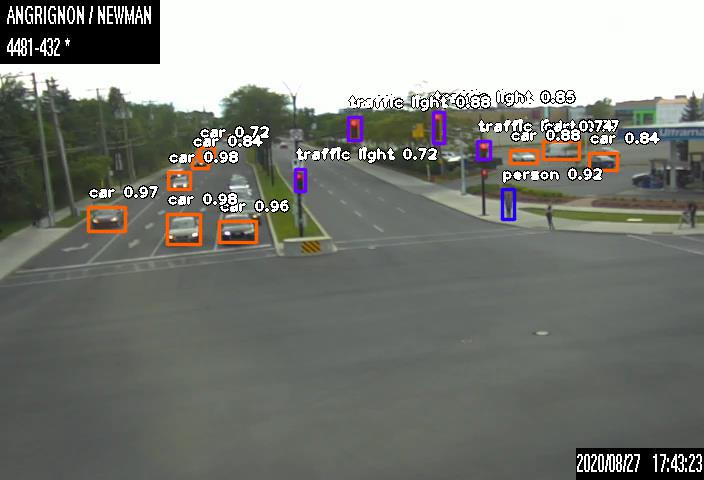 ANGRIGNON / NEWMAN
4481-432 *
traffic light 0.88
traffic light 0.85
car 0.72
car 0.84
car 0.98
traffic light 0.72
car 0.88
car 0.84
person 0.92
car 0.97
car 0.98
car 0.96
2020/08/27 17:43:23